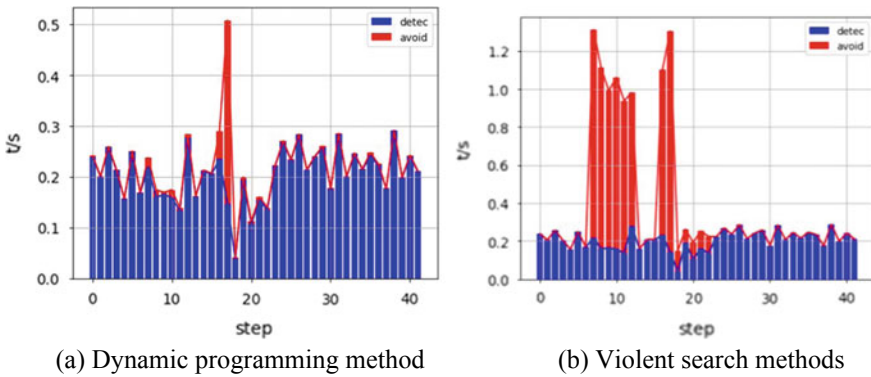 0.5
0.4
0.3
0.2
0.1
0.0
t/s
0 10 20 30 40
step
detec
avoid
1.2
1.0
0.8
0.6
0.4
0.2
0.0
t/s
0 10 20 30 40
step
detec
avoid
(a) Dynamic programming method
(b) Violent search methods